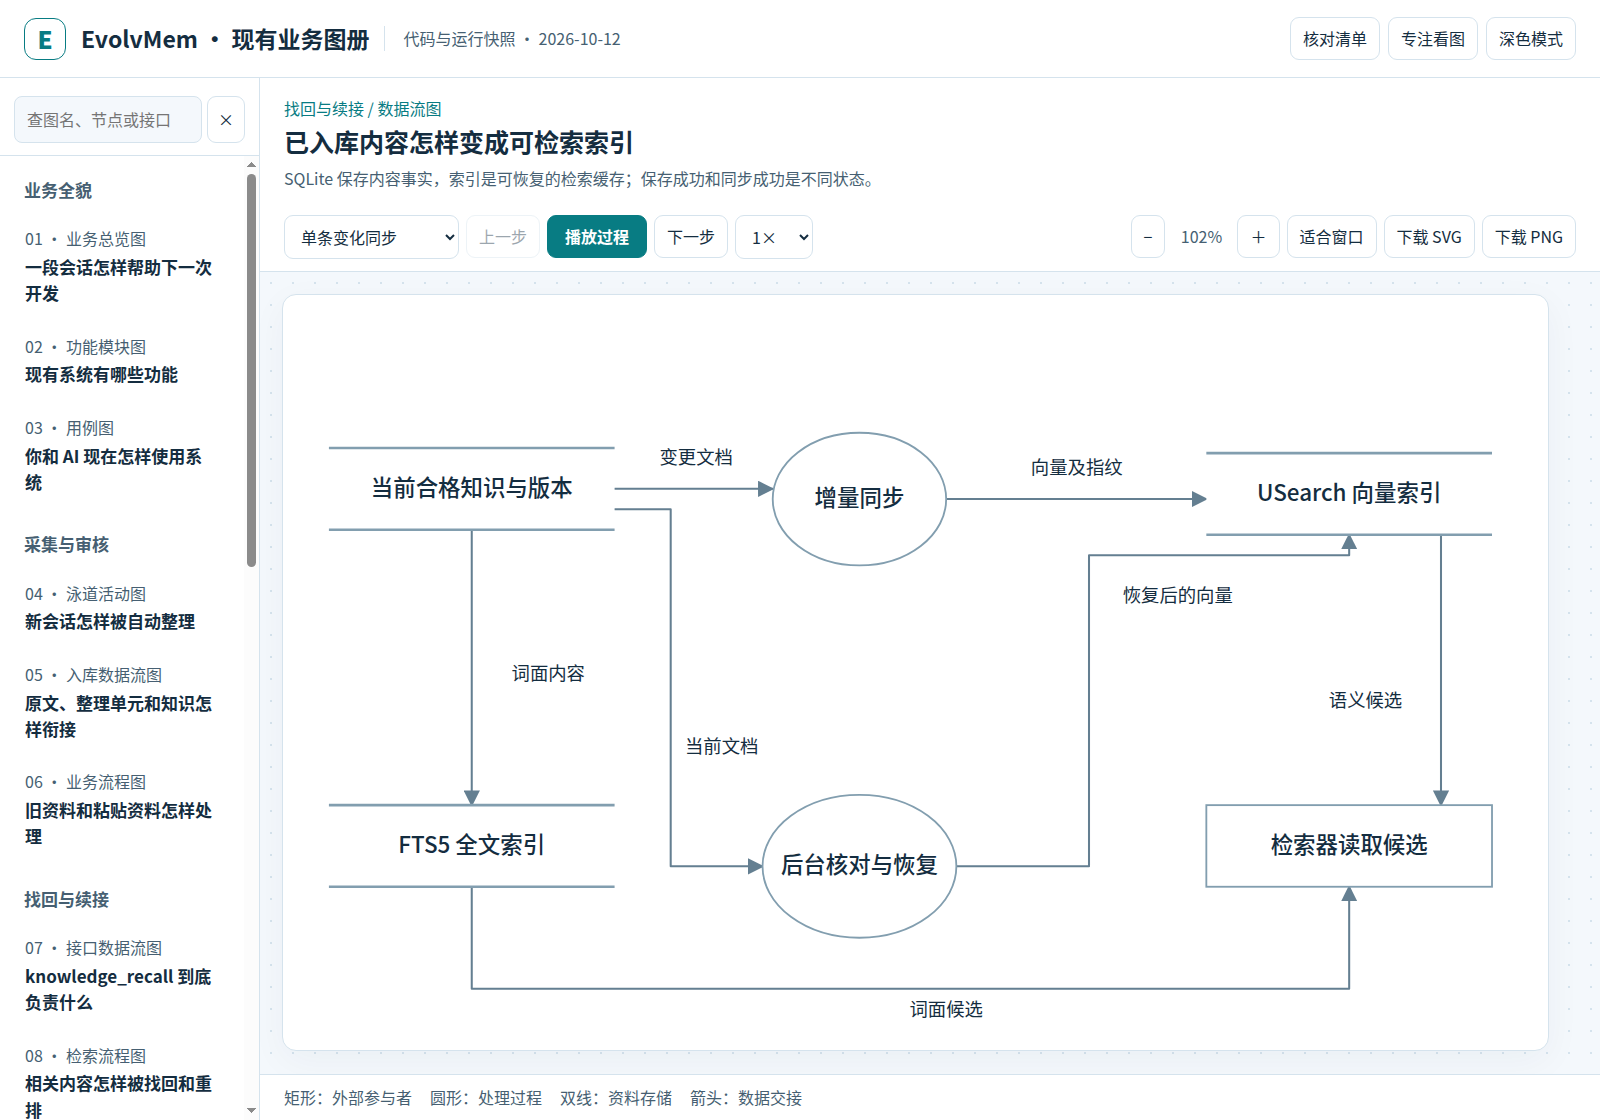 E
EvolvMem · 现有业务图册
代码与运行快照 · 2026-10-12
核对清单
专注看图
深色模式
查图名、节点或接口
×
业务全貌
01 · 业务总览图
一段会话怎样帮助下一次
开发
02 · 功能模块图
现有系统有哪些功能
03 · 用例图
你和 AI 现在怎样使用系
统
采集与审核
04 · 泳道活动图
新会话怎样被自动整理
05 · 入库数据流图
原文、整理单元和知识怎
样衔接
06 · 业务流程图
旧资料和粘贴资料怎样处
理
找回与续接
07 · 接口数据流图
knowledge_recall 到底
负责什么
08 · 检索流程图
相关内容怎样被找回和重
排
找回与续接 / 数据流图
已入库内容怎样变成可检索索引
SQLite 保存内容事实，索引是可恢复的检索缓存；保存成功和同步成功是不同状态。
单条变化同步
上一步
播放过程
下一步
1×
−
102%
＋
适合窗口
下载 SVG
下载 PNG
当前合格知识与版本
变更文档
增量同步
向量及指纹
USearch 向量索引
恢复后的向量
词面内容
语义候选
当前文档
FTS5 全文索引
后台核对与恢复
检索器读取候选
词面候选
矩形：外部参与者
圆形：处理过程
双线：资料存储
箭头：数据交接